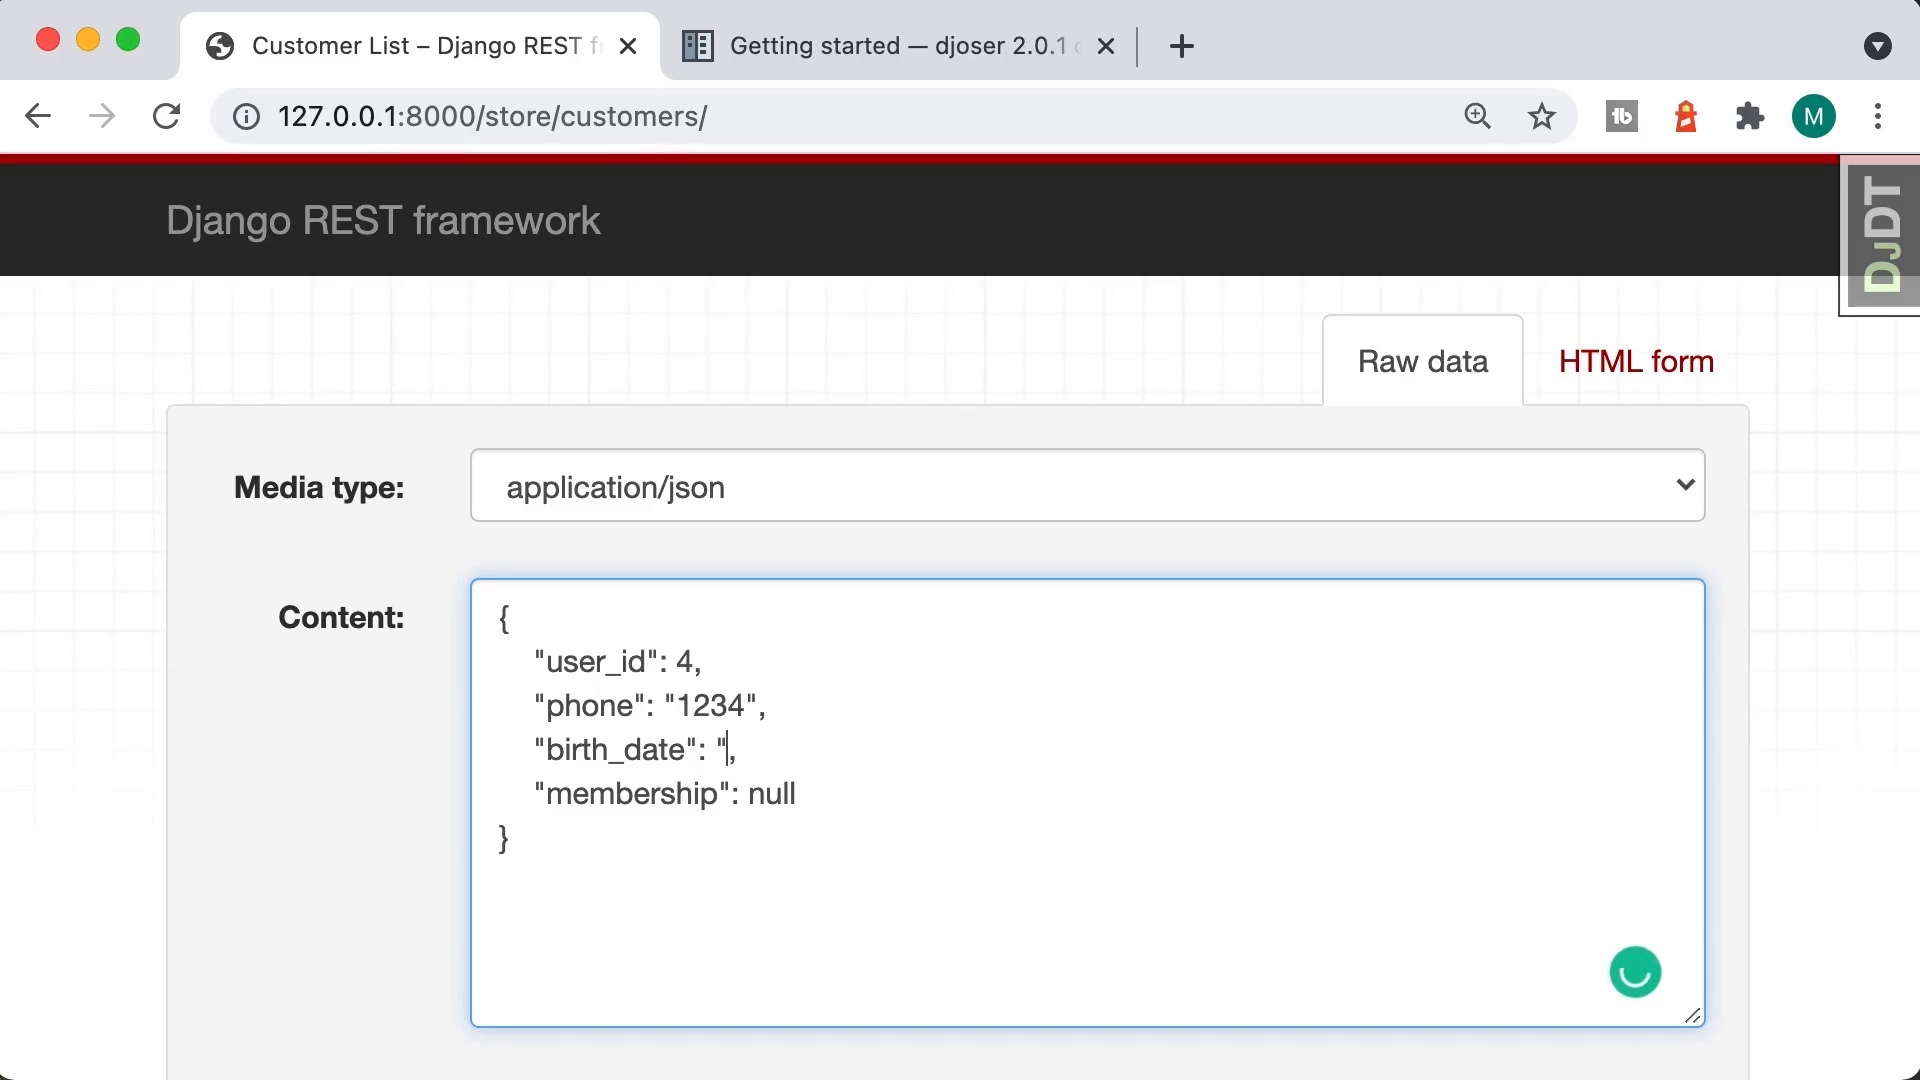 Customer List – Django REST f
Getting started — djoser 2.0.1
127.0.0.1:8000/store/customers/
tb
M
Django REST framework
DJDT
Raw data
HTML form
Media type:
application/json
Content:
{
"user_id": 4,
"phone": "1234",
"birth_date": ",
"membership": null
}